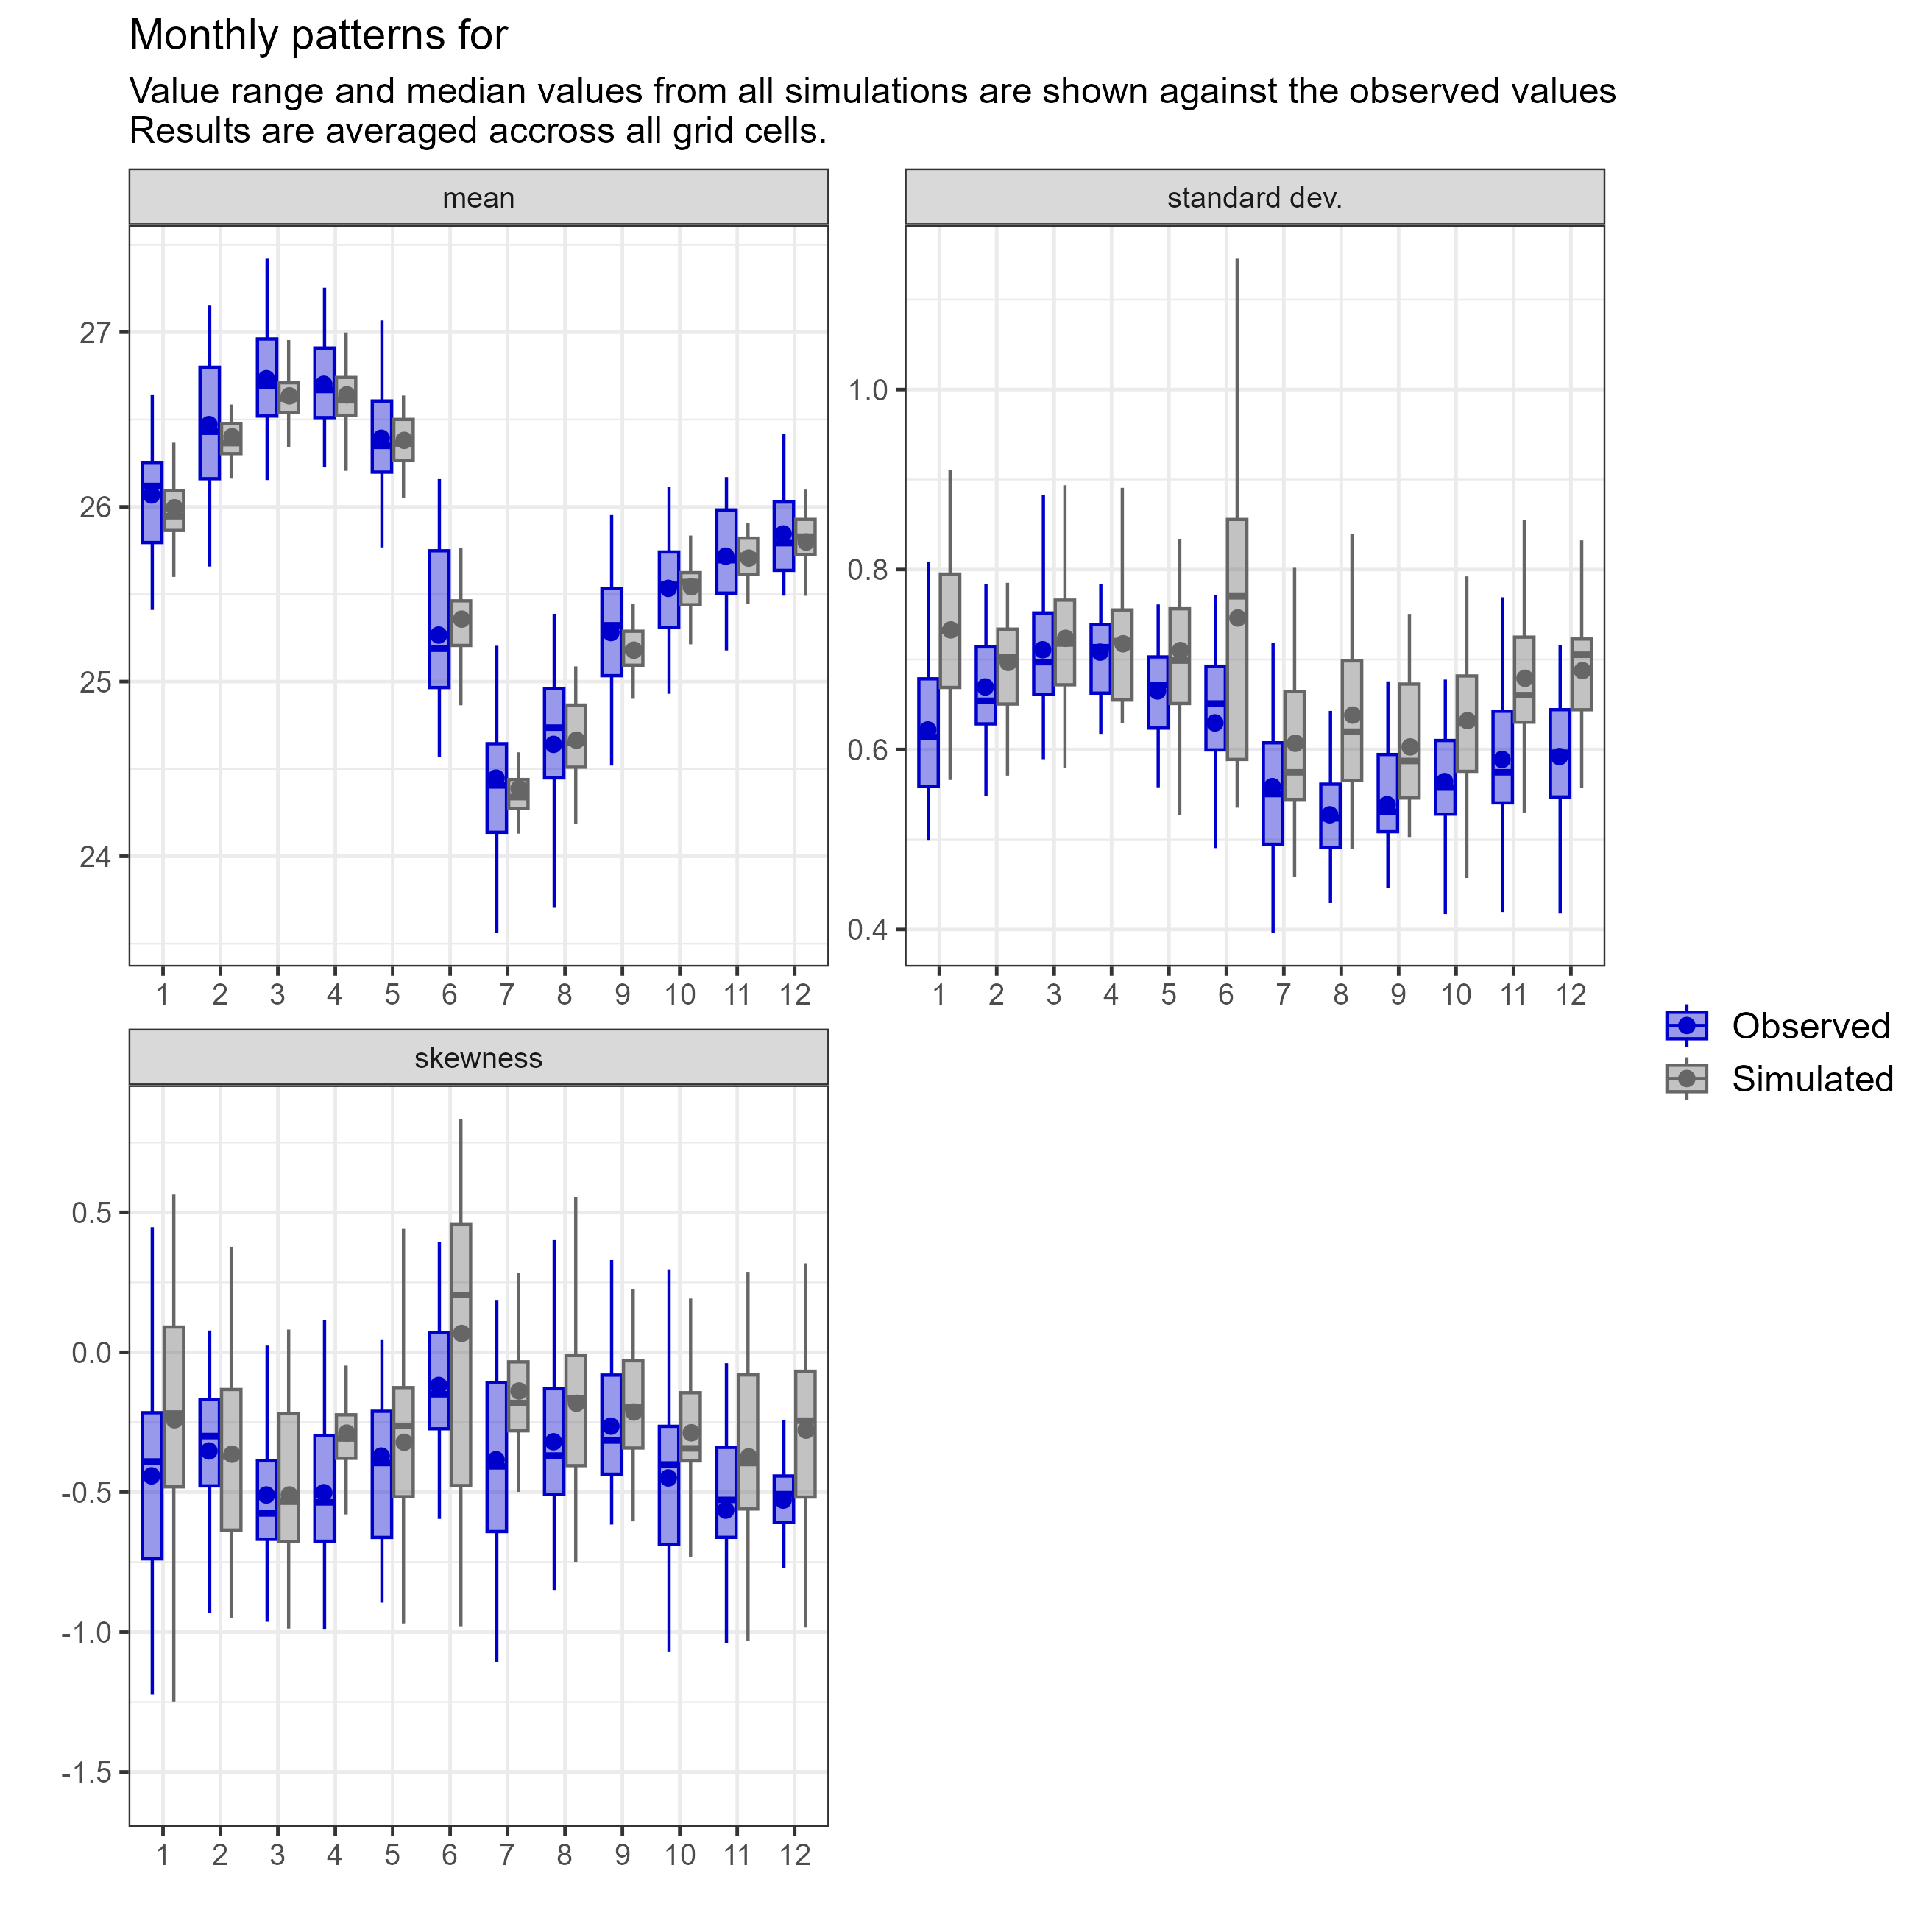 Monthly patterns for
Value range and median values from all simulations are shown against the observed values
Results are averaged accross all grid cells.
mean
27
26
25
24
1 2 3 4 5 6 7 8 9 10 11 12
standard dev.
1.0
0.8
0.6
0.4
1 2 3 4 5 6 7 8 9 10 11 12
skewness
0.5
0.0
-0.5
-1.0
-1.5
1 2 3 4 5 6 7 8 9 10 11 12
Observed
Simulated